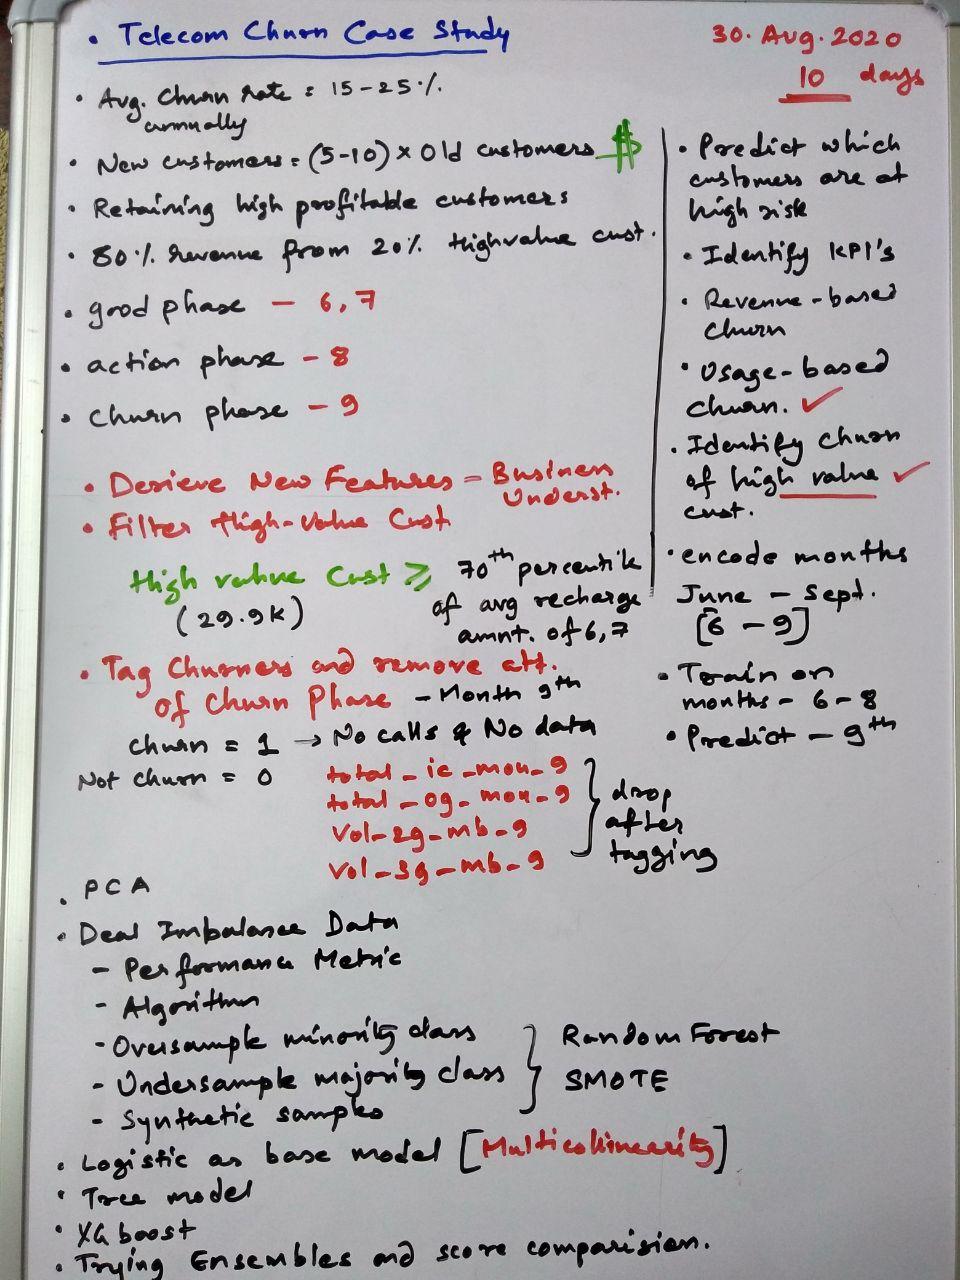 • Telecom Churn Case Study
30. Aug. 2020
10 days
• Avg. Churn rate = 15-25%
annually
• New customers = (5-10) x Old customers $
• Retaining high profitable customers
• 80% revenue from 20% High value cust.
• good phase - 6, 7
• action phase - 8
• churn phase - 9
• Predict which
customers are at
high risk
• Identify KPI's
• Revenue-based
churn
• Usage-based
churn. ✓
• Identify churn
of high value ✓
cust.
• encode months
June - Sept.
[6 - 9]
• Train on
months - 6 - 8
• Predict - 9th
• Derieve New Features - Business
Underst.
• Filter High-Value Cust
High value Cust ≥ 70th percentile
(29.9K) of avg recharge
amnt. of 6,7
• Tag Churners and remove att.
of Churn Phase - Month 9th
churn = 1 → No calls & No data
Not churn = 0
total_ic_mou_9
total_og_mou_9
vol_2g_mb_9
vol_3g_mb_9
} drop
after
tagging
• PCA
• Deal Imbalance Data
- Performance Metric
- Algorithm
- Oversample minority class
- Undersample majority class
- Synthetic samples
} Random Forest
SMOTE
• Logistic as base model [Multicollinearity]
• Tree model
• XG boost
• Trying Ensembles and score comparision.